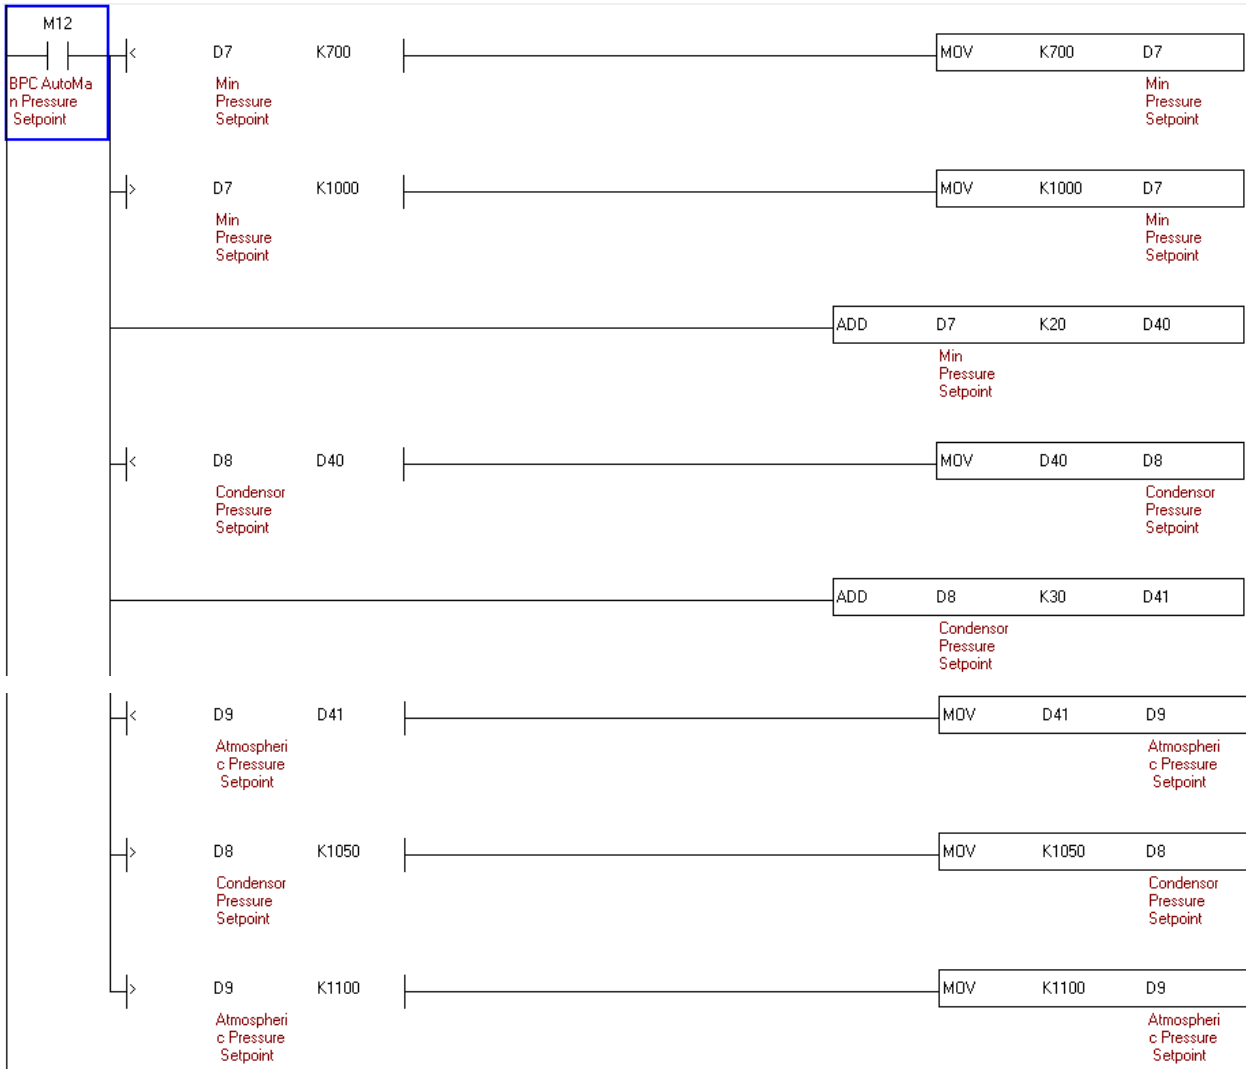 M12
BPC AutoMa
n Pressure
Setpoint
< D7 K700
Min
Pressure
Setpoint
MOV K700 D7
Min
Pressure
Setpoint
> D7 K1000
Min
Pressure
Setpoint
MOV K1000 D7
Min
Pressure
Setpoint
ADD D7 K20 D40
Min
Pressure
Setpoint
< D8 D40
Condensor
Pressure
Setpoint
MOV D40 D8
Condensor
Pressure
Setpoint
ADD D8 K30 D41
Condensor
Pressure
Setpoint
< D9 D41
Atmospheri
c Pressure
Setpoint
MOV D41 D9
Atmospheri
c Pressure
Setpoint
> D8 K1050
Condensor
Pressure
Setpoint
MOV K1050 D8
Condensor
Pressure
Setpoint
> D9 K1100
Atmospheri
c Pressure
Setpoint
MOV K1100 D9
Atmospheri
c Pressure
Setpoint